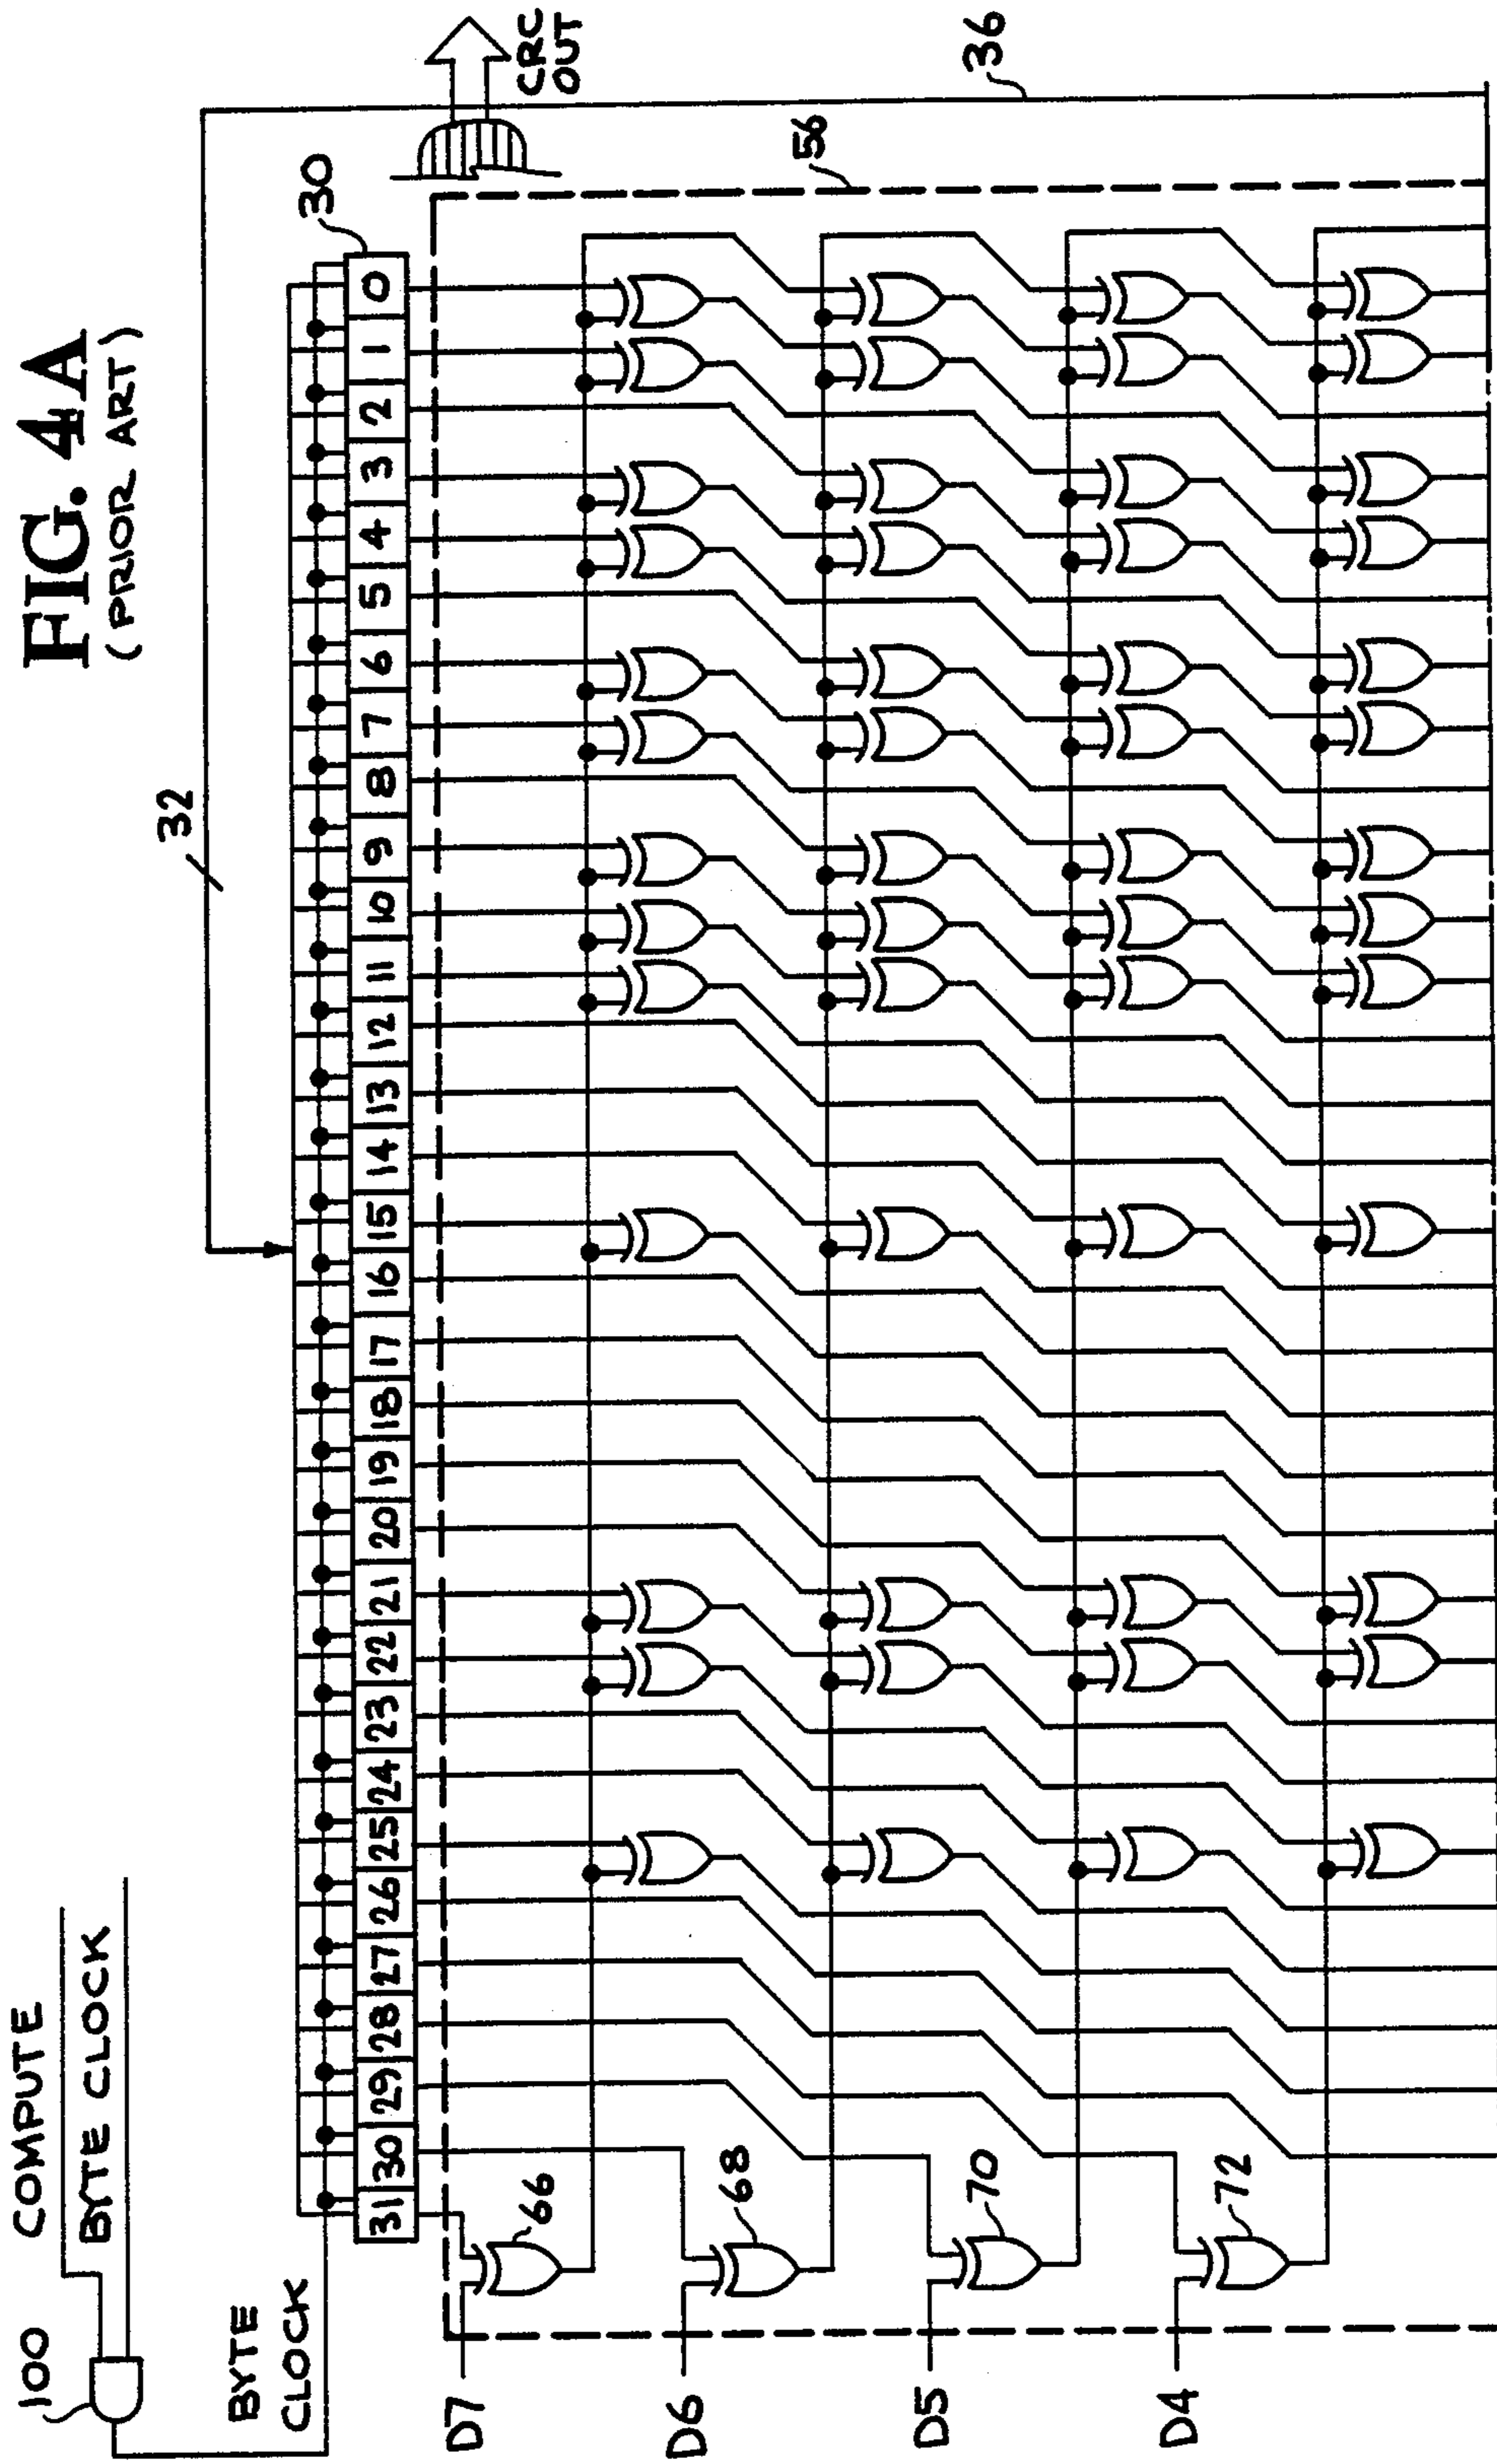 FIG. 4A
(PRIOR ART)
100
COMPUTE
BYTE CLOCK
32
BYTE
CLOCK
31 30 29 28 27 26 25 24 23 22 21 20 19 18 17 16 15 14 13 12 11 10 9 8 7 6 5 4 3 2 1 0
30
CRC
OUT
D7
66
56
36
D6
68
D5
70
D4
72